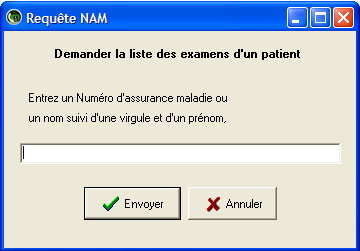 Requête NAM
Demander la liste des examens d'un patient
Entrez un Numéro d'assurance maladie ou
un nom suivi d'une virgule et d'un prénom,
Envoyer
Annuler